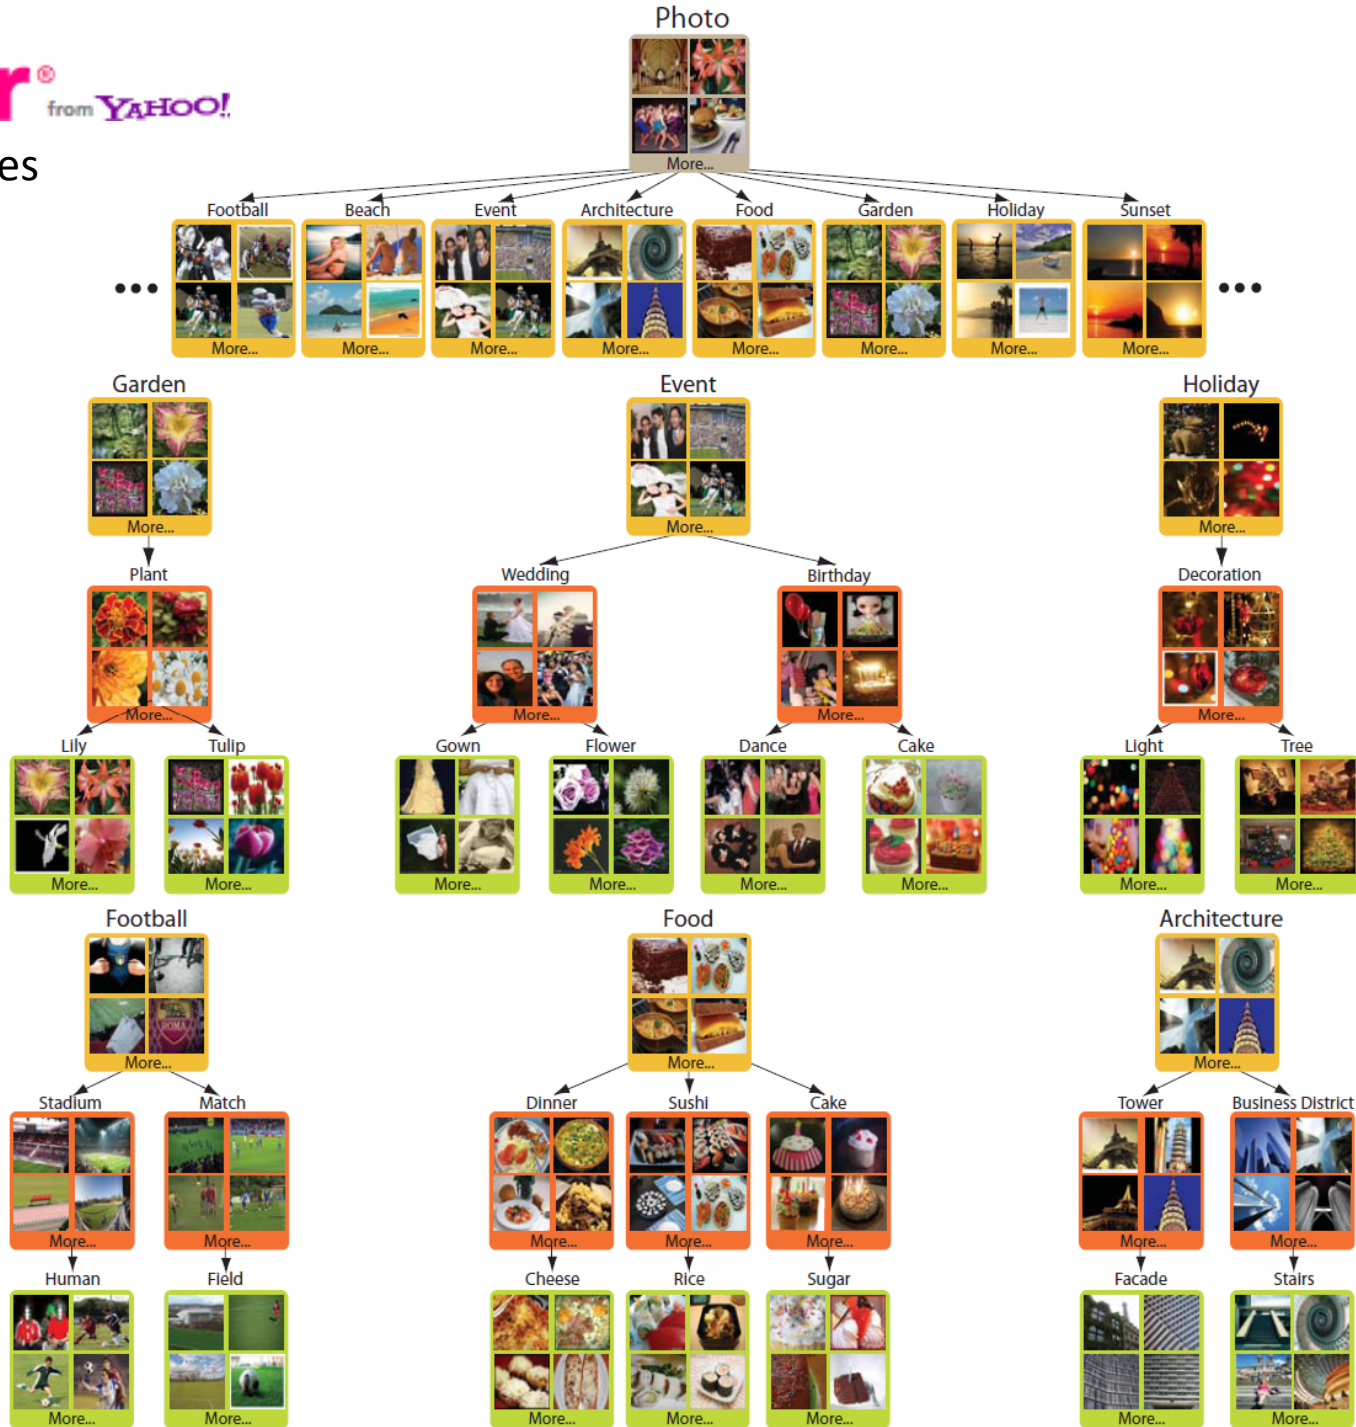 Photo
r®
from YAHOO!
es
More...
Football Beach Event Architecture Food Garden Holiday Sunset
... ...
More... More... More... More... More... More... More... More...
Garden Event Holiday
More... More... More...
Plant Wedding Birthday Decoration
More... More... More... More...
Lily Tulip Gown Flower Dance Cake Light Tree
More... More... More... More... More... More... More... More...
Football Food Architecture
ROMA
More... More... More...
Stadium Match Dinner Sushi Cake Tower Business District
More... More... More... More... More... More... More...
Human Field Cheese Rice Sugar Facade Stairs
More... More... More... More... More... More... More...